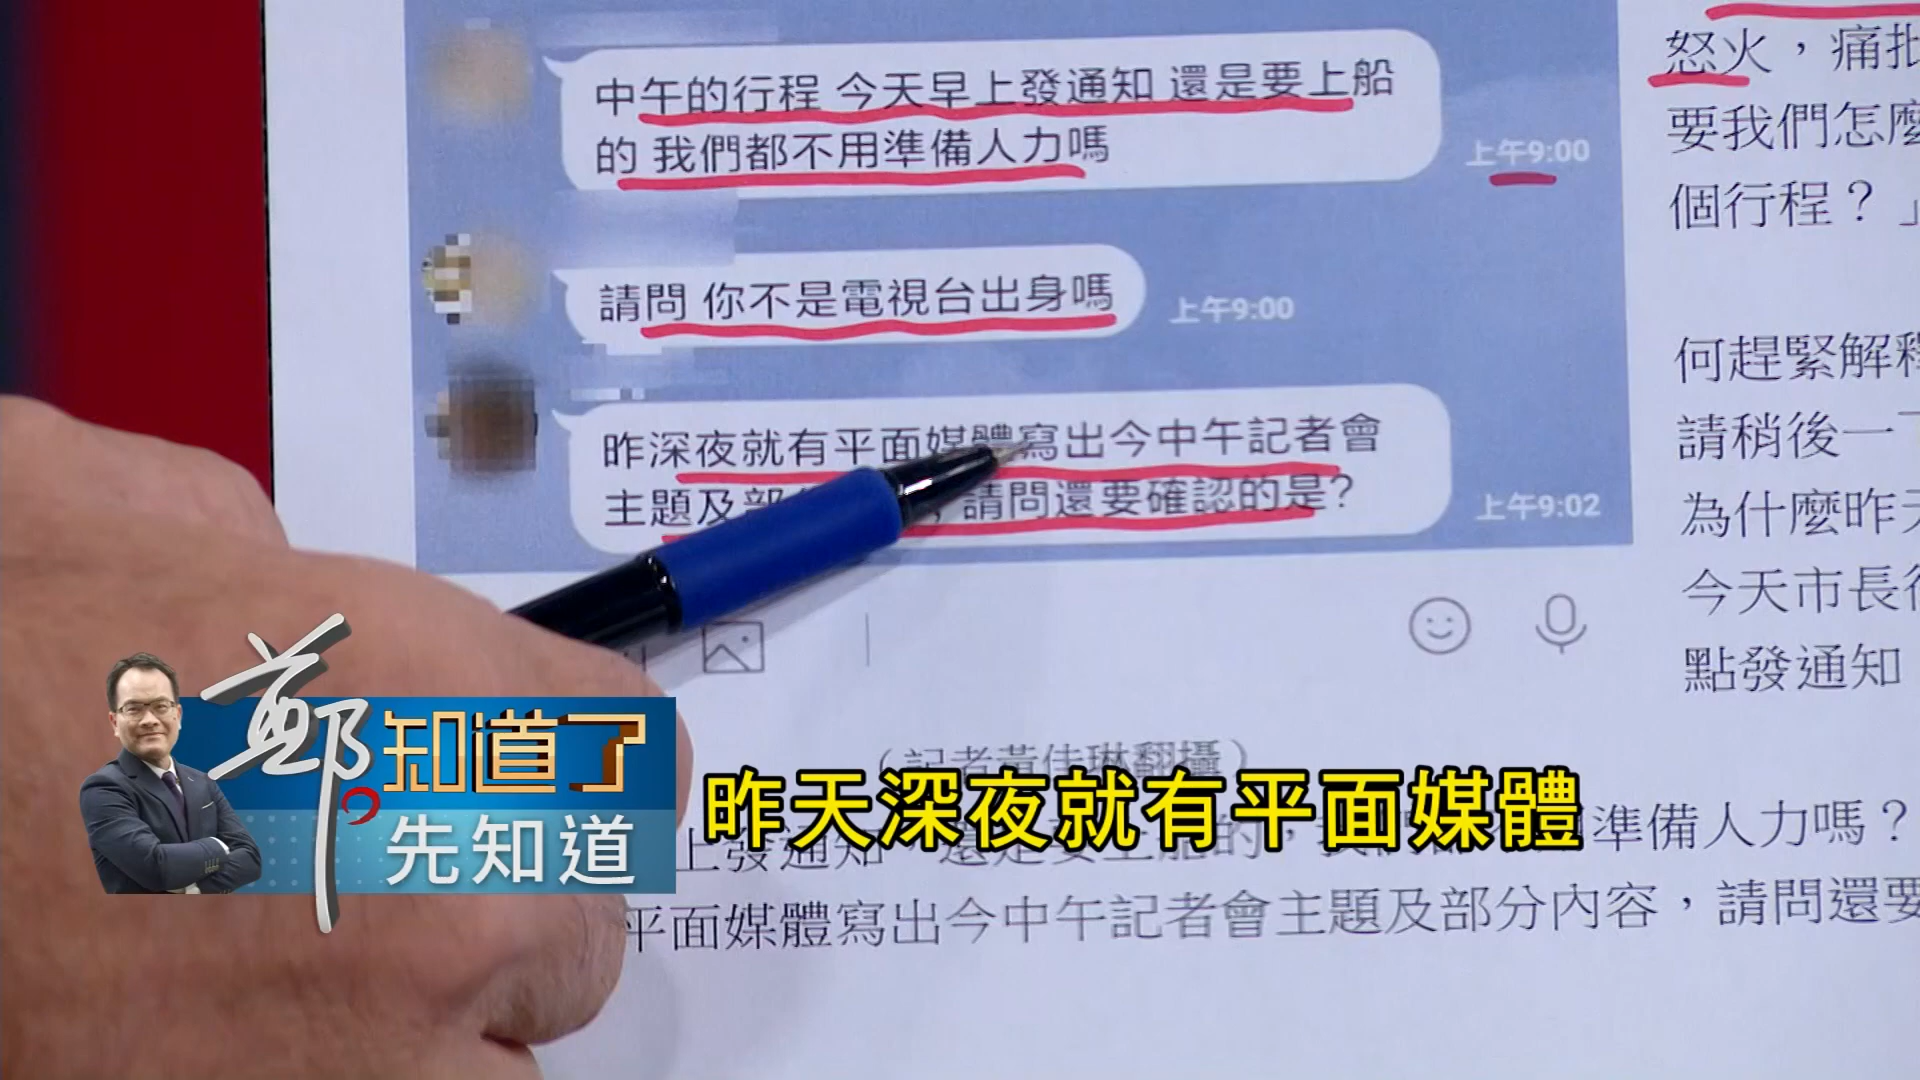 中午的行程 今天早上發通知 還是要上船
的 我們都不用準備人力嗎
上午9:00
請問 你不是電視台出身嗎
上午9:00
昨深夜就有平面媒體寫出今中午記者會
主題及部 ，請問還要確認的是?
上午9:02
怒火，痛批
要我們怎麼
個行程？」
何趕緊解釋
請稍後一下
為什麼昨天
今天市長
點發通知
（記者黃佳琳翻攝）
上發通知 準備人力嗎？
平面媒體寫出今中午記者會主題及部分內容，請問還要
鄭知道了
先知道
昨天深夜就有平面媒體